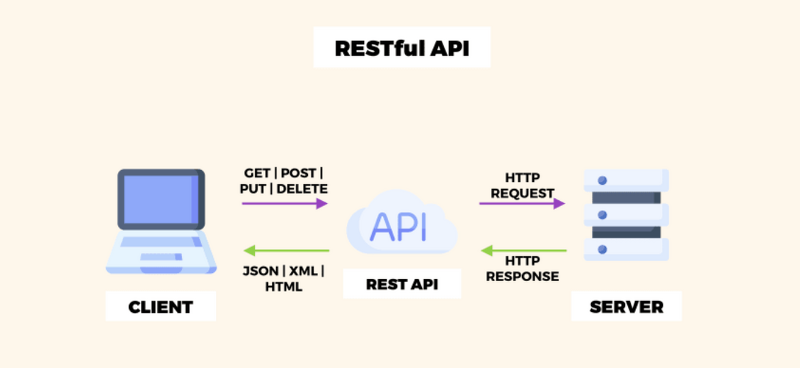 RESTful API
GET | POST |
PUT | DELETE
HTTP
REQUEST
API
JSON | XML |
HTML
HTTP
RESPONSE
REST API
CLIENT
SERVER